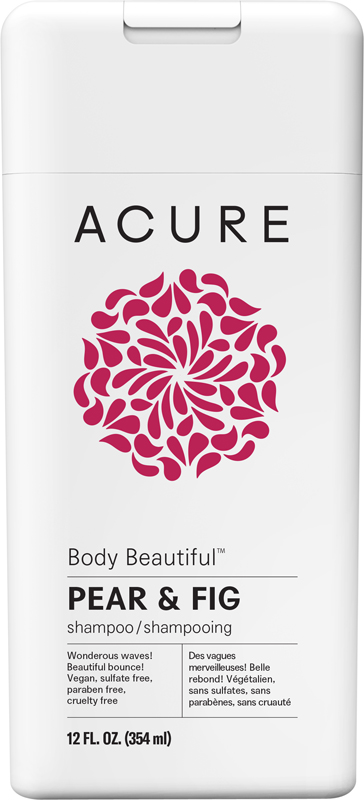 ACURE
Body Beautiful™
PEAR & FIG
shampoo/shampooing
Wonderous waves!
Beautiful bounce!
Vegan, sulfate free,
paraben free,
cruelty free
Des vagues
merveilleuses! Belle
rebond! Végétalien,
sans sulfates, sans
parabènes, sans cruauté
12 FL. OZ. (354 ml)